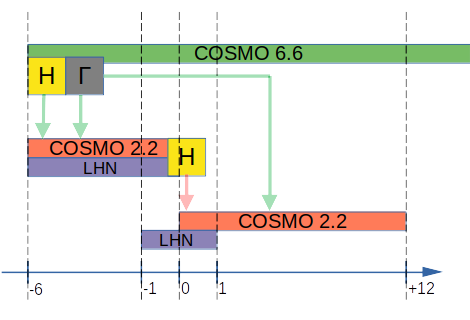 COSMO 6.6
Н Г
COSMO 2.2
LHN
Н
COSMO 2.2
LHN
-6 -1 0 1 +12